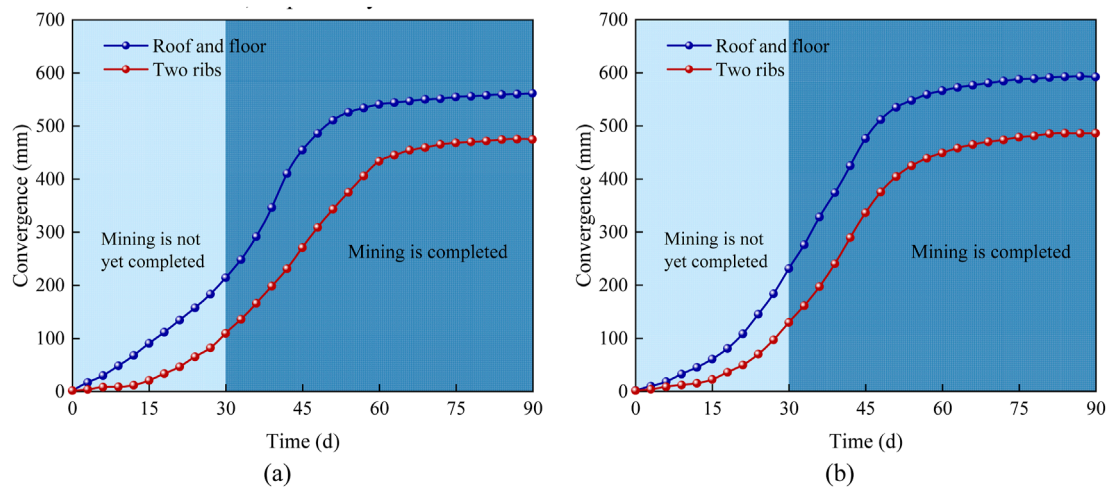 700
600
500
400
300
200
100
0
Convergence (mm)
Roof and floor
Two ribs
Mining is not
yet completed
Mining is completed
0 15 30 45 60 75 90
Time (d)
(a)
700
600
500
400
300
200
100
0
Convergence (mm)
Roof and floor
Two ribs
Mining is not
yet completed
Mining is completed
0 15 30 45 60 75 90
Time (d)
(b)